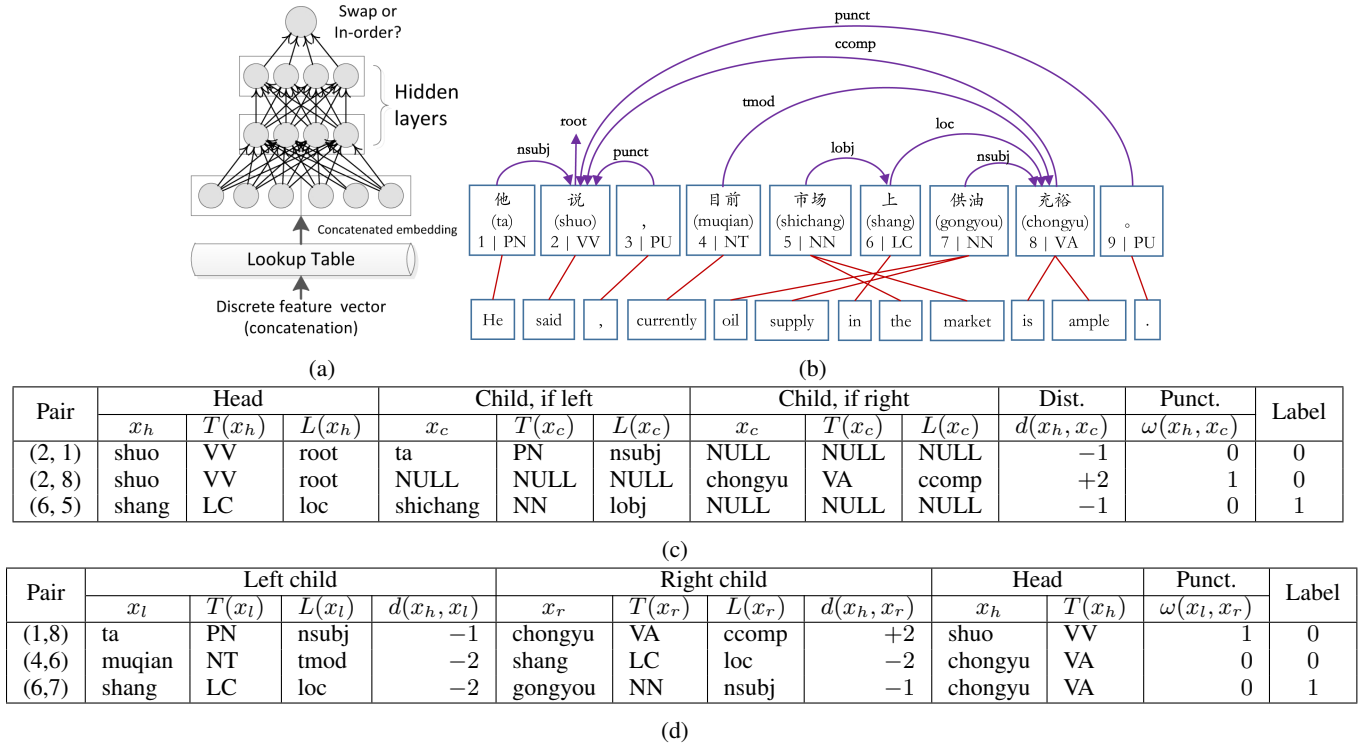 Swap or
In-order?
Hidden
layers
Concatenated embedding
Lookup Table
Discrete feature vector
(concatenation)
(a)
punct
ccomp
tmod
root
loc
nsubj
punct
lobj
nsubj
他 说 , 目前 市场 上 供油 充裕 。
(ta) (shuo) (muqian) (shichang) (shang) (gongyou) (chongyu)
1 | PN 2 | VV 3 | PU 4 | NT 5 | NN 6 | LC 7 | NN 8 | VA 9 | PU
He said , currently oil supply in the market is ample .
(b)
Pair Head Child, if left Child, if right Dist. Punct. Label
x_h T(x_h) L(x_h) x_c T(x_c) L(x_c) x_c T(x_c) L(x_c) d(x_h, x_c) ω(x_h, x_c)
(2, 1) shuo VV root ta PN nsubj NULL NULL NULL −1 0 0
(2, 8) shuo VV root NULL NULL NULL chongyu VA ccomp +2 1 0
(6, 5) shang LC loc shichang NN lobj NULL NULL NULL −1 0 1
(c)
Pair Left child Right child Head Punct. Label
x_l T(x_l) L(x_l) d(x_h, x_l) x_r T(x_r) L(x_r) d(x_h, x_r) x_h T(x_h) ω(x_l, x_r)
(1,8) ta PN nsubj −1 chongyu VA ccomp +2 shuo VV 1 0
(4,6) muqian NT tmod −2 shang LC loc −2 chongyu VA 0 0
(6,7) shang LC loc −2 gongyou NN nsubj −1 chongyu VA 0 1
(d)